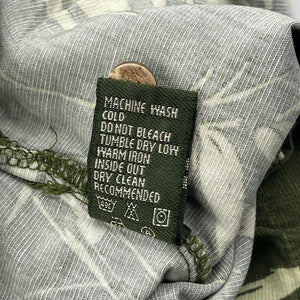 MACHINE WASH
COLD
DO NOT BLEACH
TUMBLE DRY LOW
WARM IRON
INSIDE OUT
DRY CLEAN
RECOMMENDED